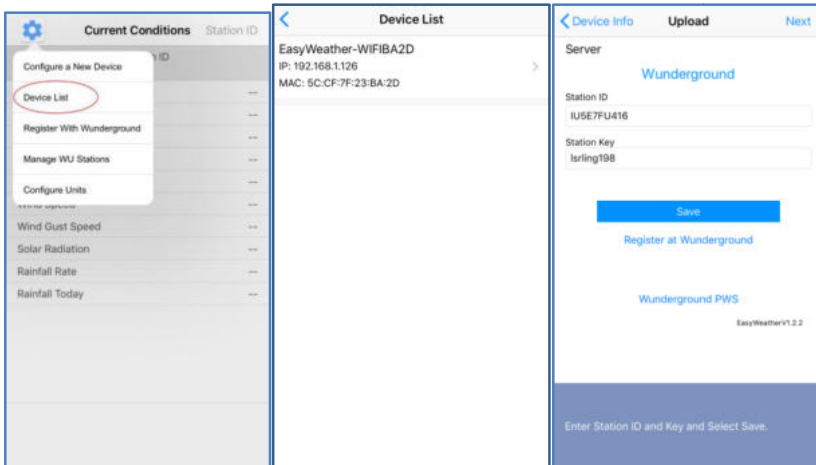 Current Conditions
Station ID
n ID
Configure a New Device
Device List
Register With Wunderground
Manage WU Stations
Configure Units
--
--
--
--
--
--
Wind Speed
Wind Gust Speed --
Solar Radiation --
Rainfall Rate --
Rainfall Today --
Device List
EasyWeather-WIFIBA2D
IP: 192.168.1.126
MAC: 5C:CF:7F:23:BA:2D
Device Info
Upload
Next
Server
Wunderground
Station ID
IU5E7FU416
Station Key
lsrling198
Save
Register at Wunderground
Wunderground PWS
EasyWeatherV1.2.2
Enter Station ID and Key and Select Save.